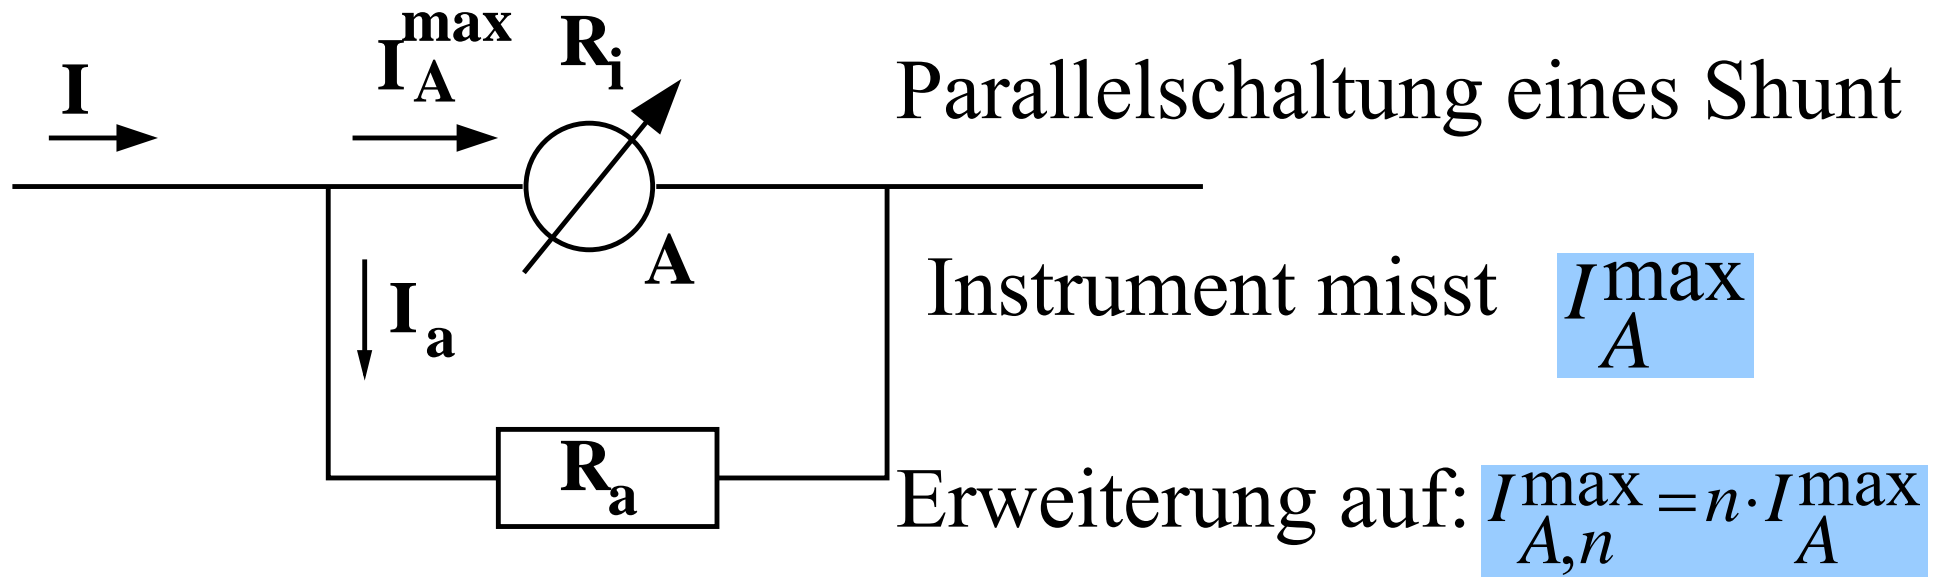 I
I_A^max
R_i
Parallelschaltung eines Shunt
A
I_a
Instrument misst I_A^max
R_a
Erweiterung auf: I_{A,n}^max = n · I_A^max